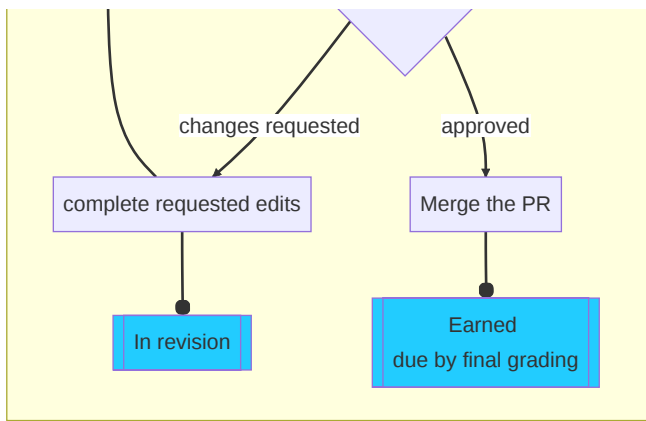 changes requested
approved
complete requested edits
Merge the PR
In revision
Earned
due by final grading